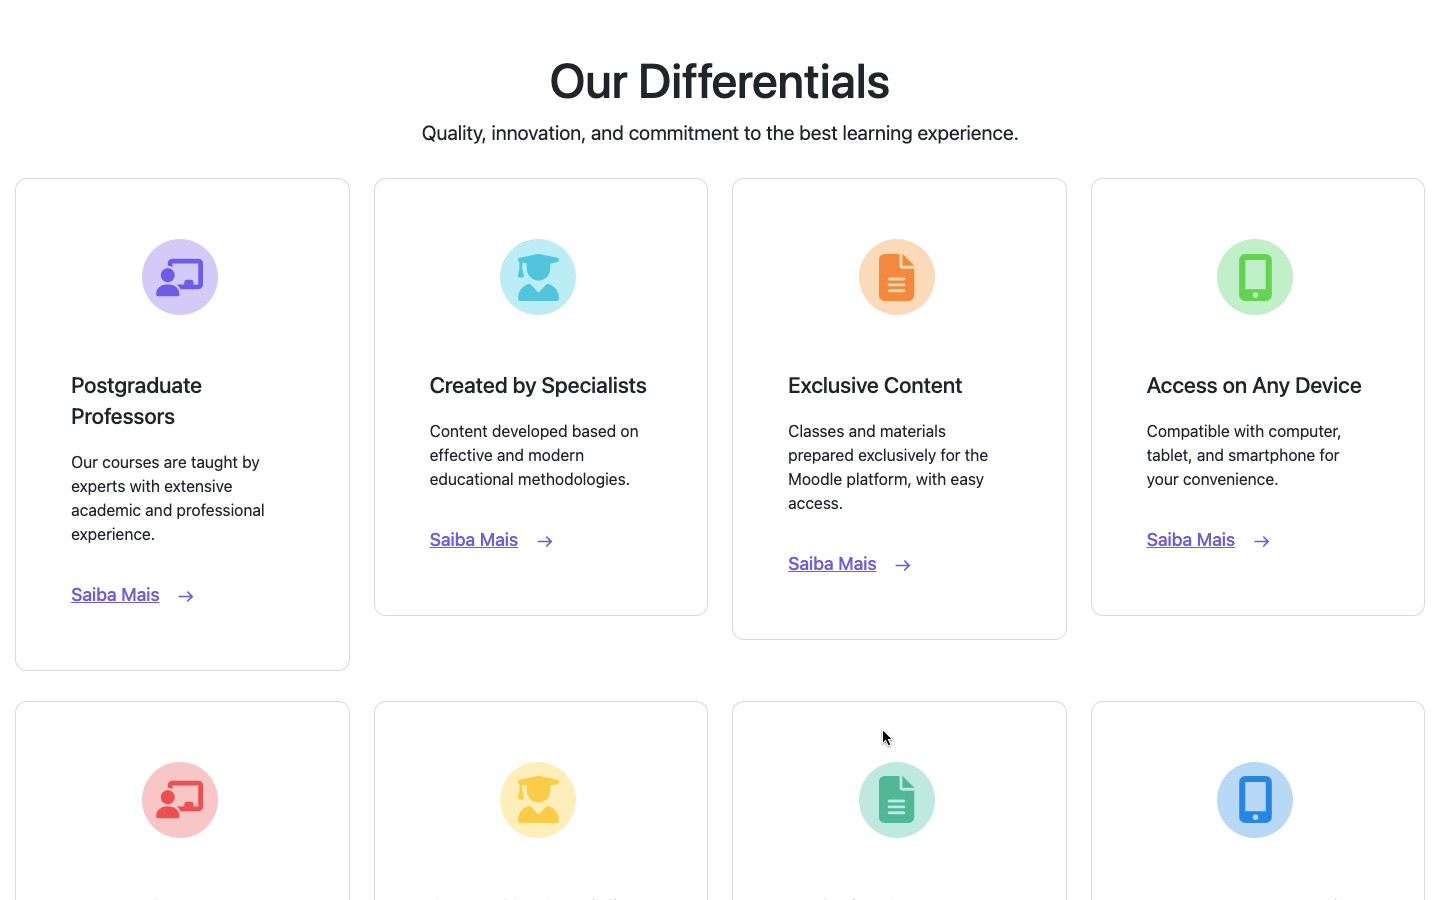 Our Differentials
Quality, innovation, and commitment to the best learning experience.
Postgraduate
Professors
Our courses are taught by
experts with extensive
academic and professional
experience.
Saiba Mais
Created by Specialists
Content developed based on
effective and modern
educational methodologies.
Saiba Mais
Exclusive Content
Classes and materials
prepared exclusively for the
Moodle platform, with easy
access.
Saiba Mais
Access on Any Device
Compatible with computer,
tablet, and smartphone for
your convenience.
Saiba Mais